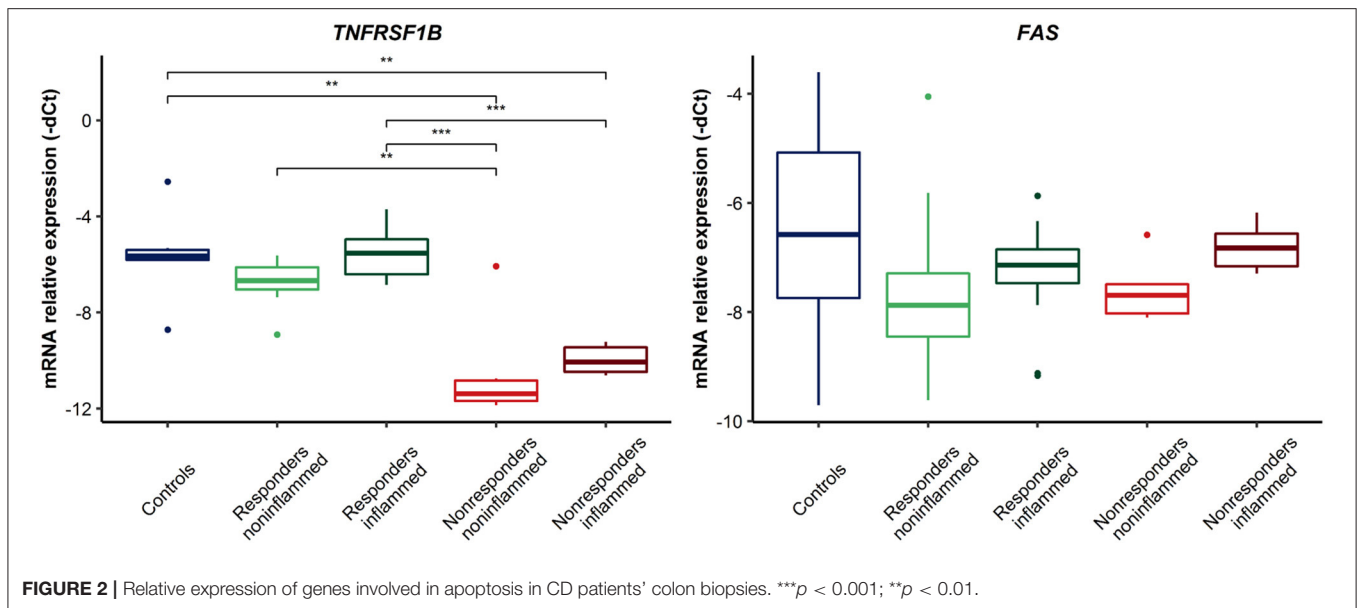 TNFRSF1B
mRNA relative expression (-dCt)
0
-4
-8
-12
**
**
***
***
**
Controls
Responders
noninflammed
Responders
inflammed
Nonresponders
noninflammed
Nonresponders
inflammed
FAS
mRNA relative expression (-dCt)
-4
-6
-8
-10
Controls
Responders
noninflammed
Responders
inflammed
Nonresponders
noninflammed
Nonresponders
inflammed
FIGURE 2 | Relative expression of genes involved in apoptosis in CD patients’ colon biopsies. ***p < 0.001; **p < 0.01.